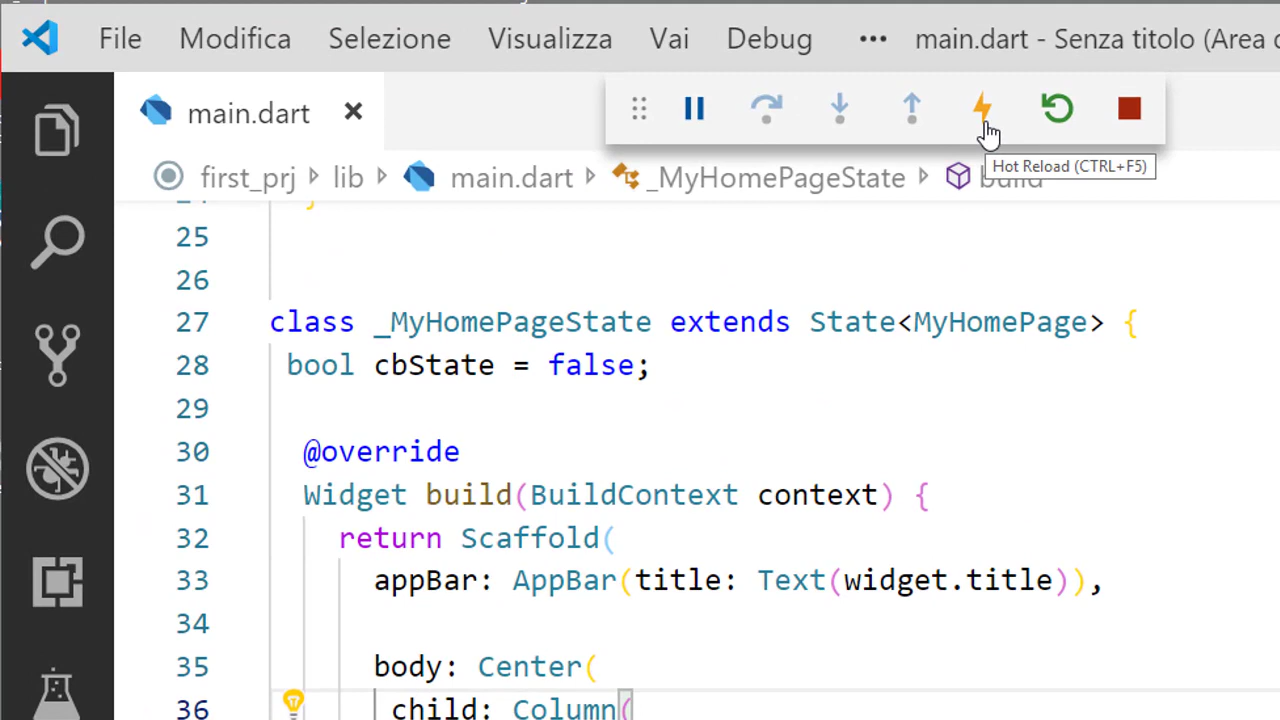 File Modifica Selezione Visualizza Vai Debug ••• main.dart - Senza titolo (Area
main.dart
Hot Reload (CTRL+F5)
first_prj lib main.dart _MyHomePageState build
24 }
25
26
27 class _MyHomePageState extends State<MyHomePage> {
28 bool cbState = false;
29
30 @override
31 Widget build(BuildContext context) {
32 return Scaffold(
33 appBar: AppBar(title: Text(widget.title)),
34
35 body: Center(
36 child: Column(